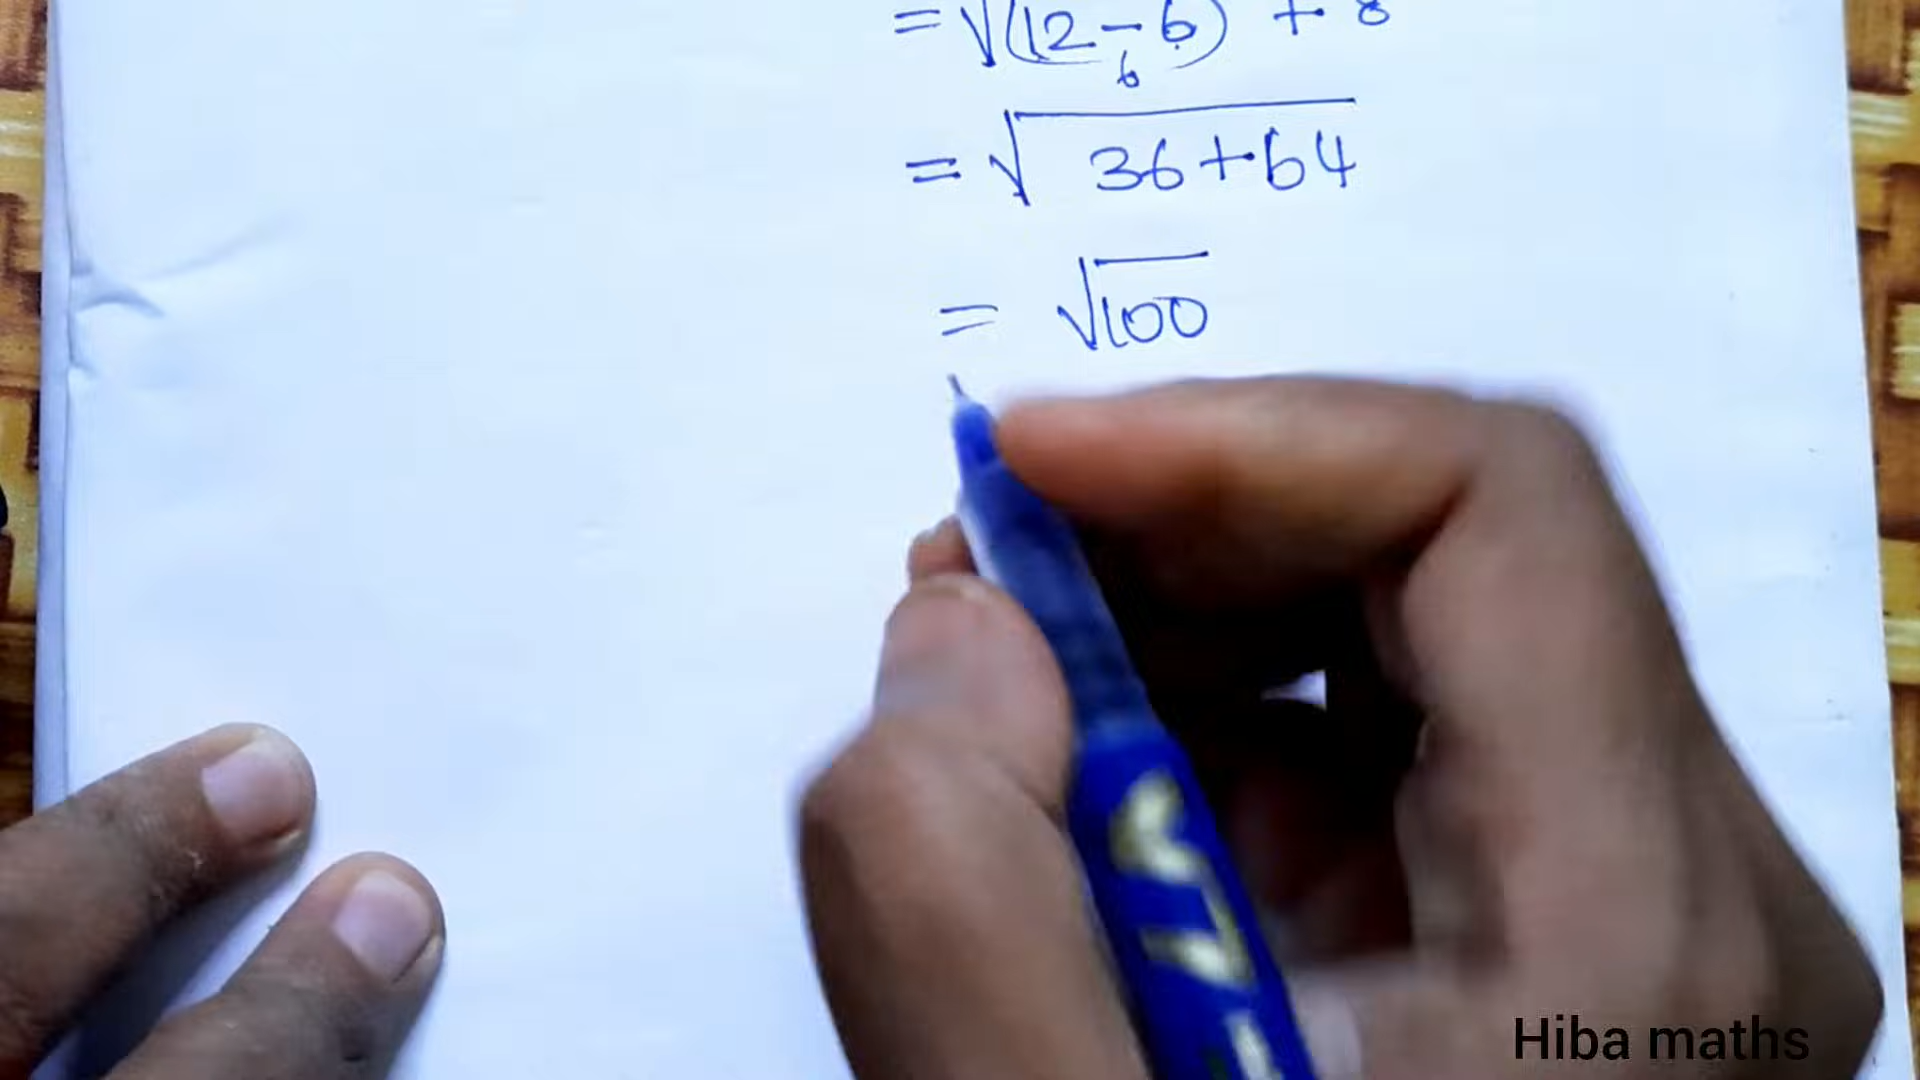 = √(12-6) + 8
6
= √36+64
= √100
Hiba maths